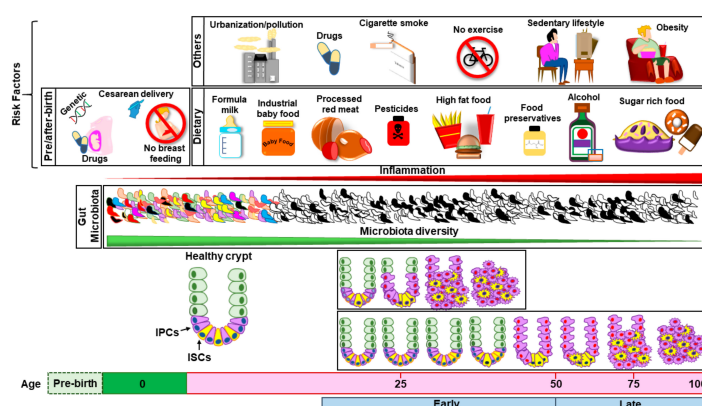 Risk Factors
Others
Urbanization/pollution
Drugs
Cigarette smoke
No exercise
Sedentary lifestyle
Obesity
Pre/after-birth
Genetic
Cesarean delivery
Drugs
No breast
feeding
Dietary
Formula
milk
Industrial
baby food
Baby Food
Processed
red meat
Pesticides
High fat food
Food
preservatives
Alcohol
Sugar rich food
Inflammation
Gut
Microbiota
Microbiota diversity
Healthy crypt
IPCs
ISCs
Age
Pre-birth
0
25
50
75
100
Early
Late